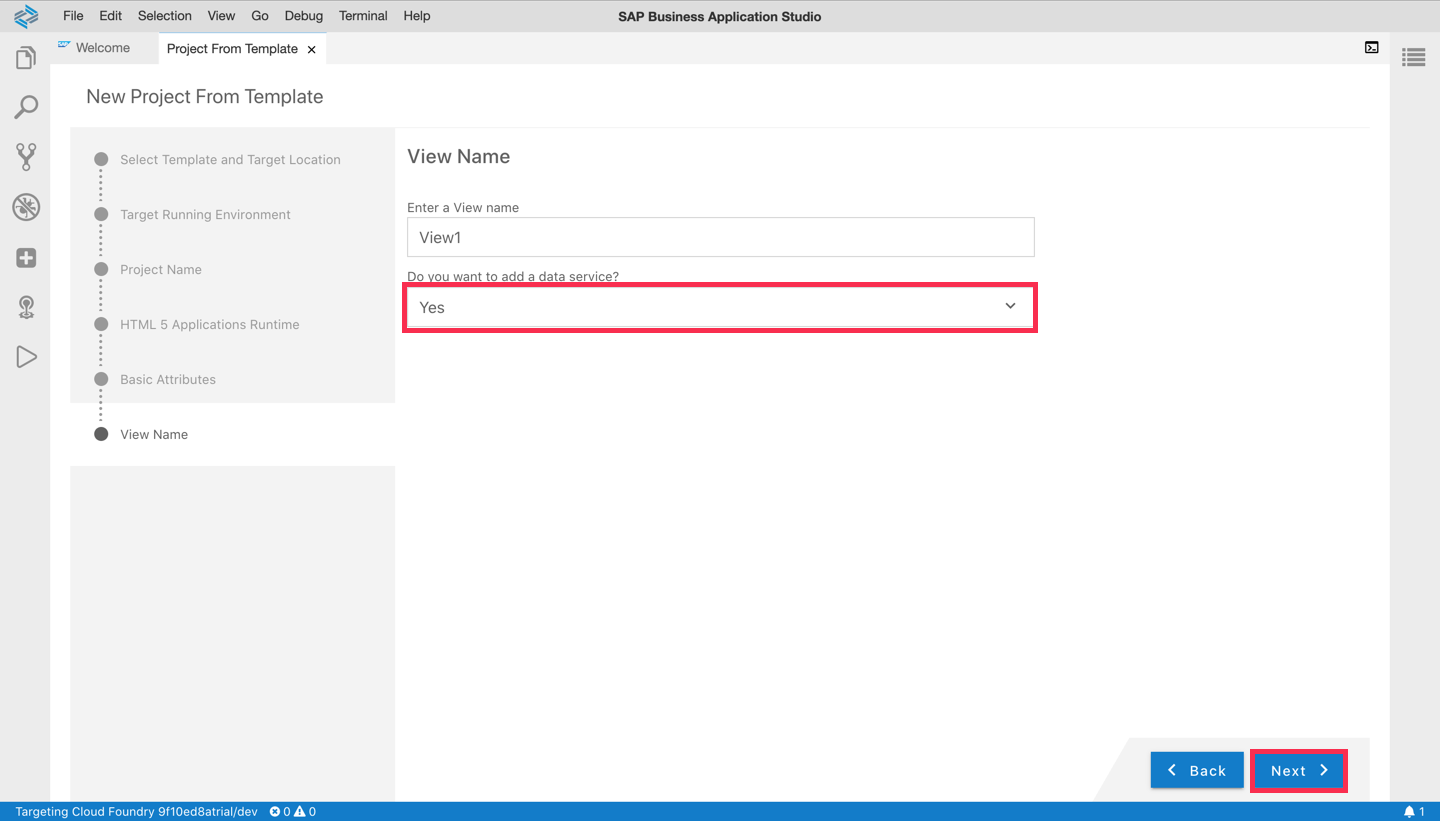 File Edit Selection View Go Debug Terminal Help
SAP Business Application Studio
SAP Welcome
Project From Template
New Project From Template
Select Template and Target Location
Target Running Environment
Project Name
HTML 5 Applications Runtime
Basic Attributes
View Name
View Name
Enter a View name
View1
Do you want to add a data service?
Yes
Back
Next
Targeting Cloud Foundry 9f10ed8atrial/dev 0 0
1